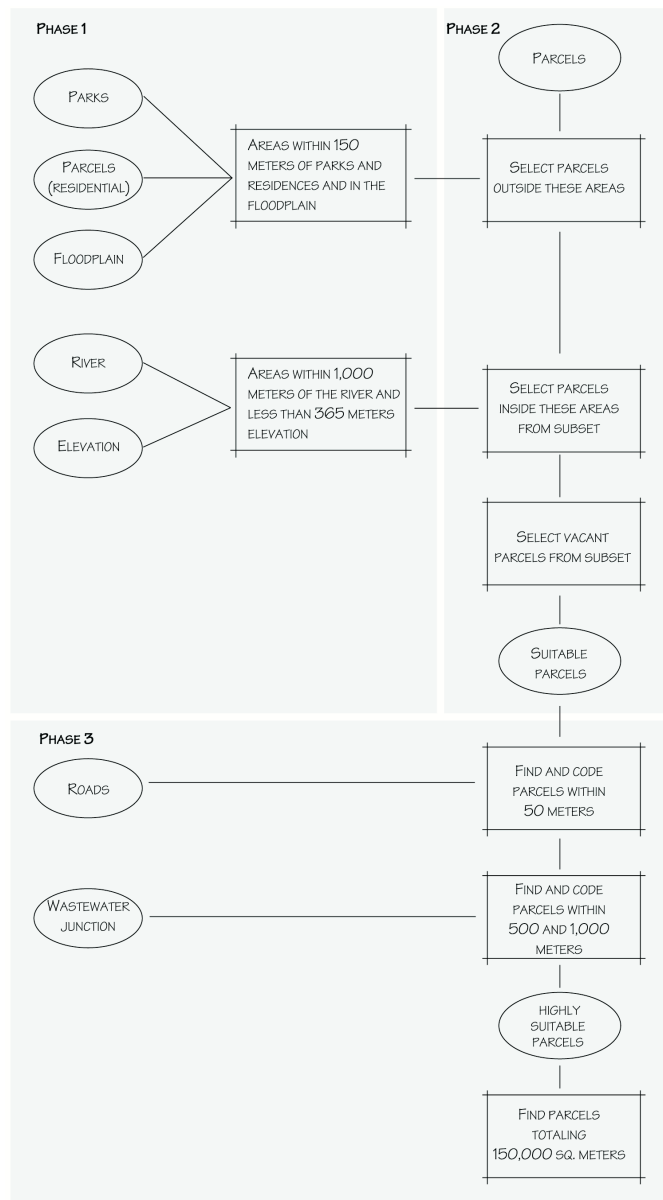 Phase 1
Parks
Parcels
(residential)
Floodplain
Areas within 150
meters of parks and
residences and in the
floodplain
River
Elevation
Areas within 1,000
meters of the river and
less than 365 meters
elevation
Phase 2
Parcels
Select parcels
outside these areas
Select parcels
inside these areas
from subset
Select vacant
parcels from subset
Suitable
parcels
Phase 3
Roads
Find and code
parcels within
50 meters
Wastewater
junction
Find and code
parcels within
500 and 1,000
meters
highly
suitable
parcels
Find parcels
totaling
150,000 sq. meters